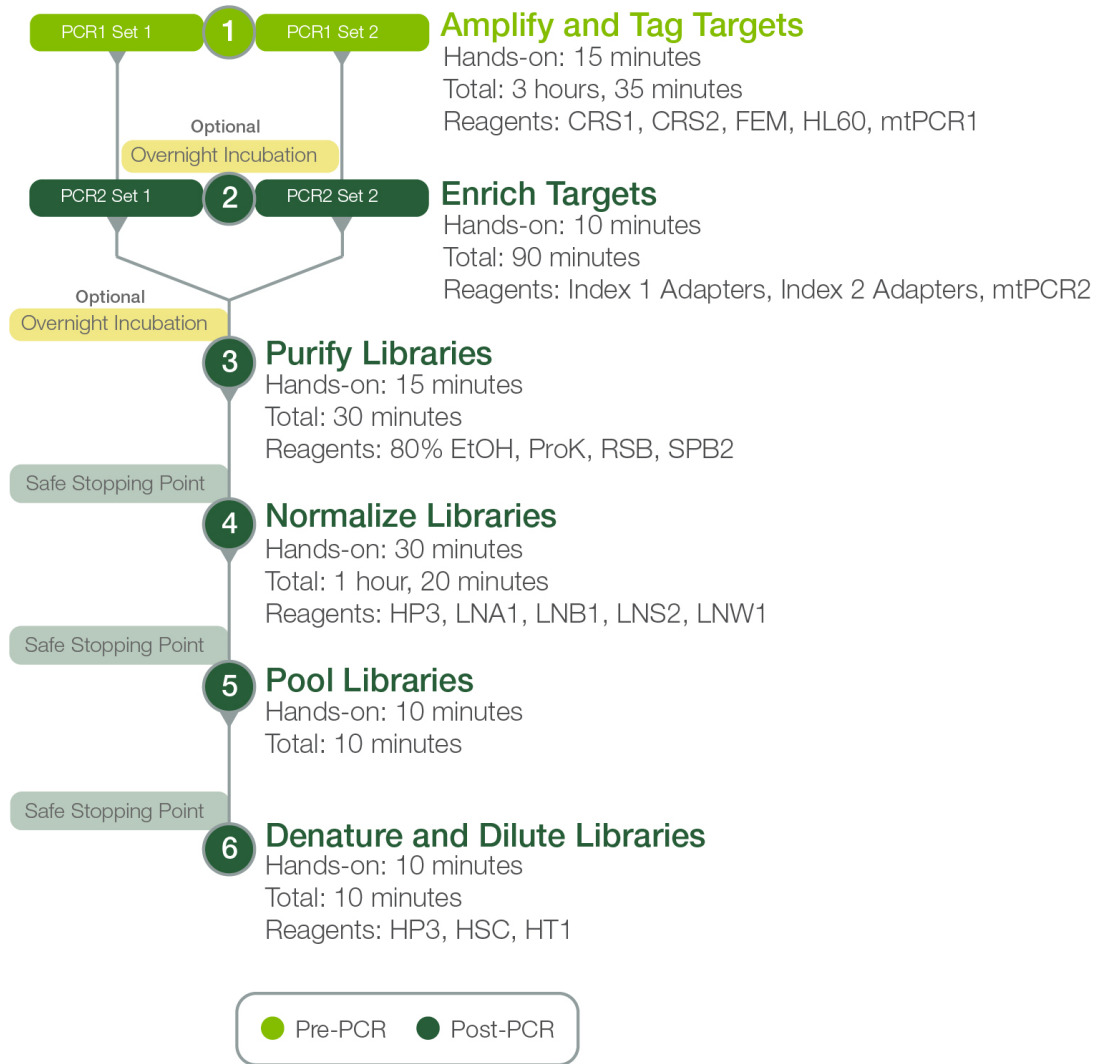 PCR1 Set 1
1
PCR1 Set 2
Amplify and Tag Targets
Hands-on: 15 minutes
Total: 3 hours, 35 minutes
Reagents: CRS1, CRS2, FEM, HL60, mtPCR1
Optional
Overnight Incubation
PCR2 Set 1
2
PCR2 Set 2
Enrich Targets
Hands-on: 10 minutes
Total: 90 minutes
Reagents: Index 1 Adapters, Index 2 Adapters, mtPCR2
Optional
Overnight Incubation
3
Purify Libraries
Hands-on: 15 minutes
Total: 30 minutes
Reagents: 80% EtOH, ProK, RSB, SPB2
Safe Stopping Point
4
Normalize Libraries
Hands-on: 30 minutes
Total: 1 hour, 20 minutes
Reagents: HP3, LNA1, LNB1, LNS2, LNW1
Safe Stopping Point
5
Pool Libraries
Hands-on: 10 minutes
Total: 10 minutes
Safe Stopping Point
6
Denature and Dilute Libraries
Hands-on: 10 minutes
Total: 10 minutes
Reagents: HP3, HSC, HT1
Pre-PCR
Post-PCR